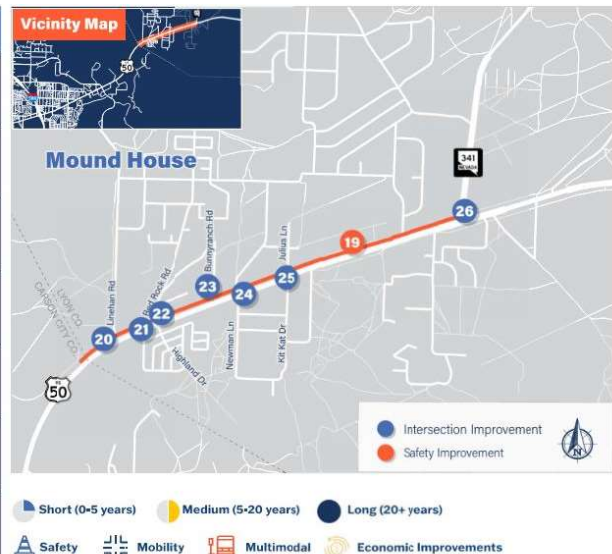 Vicinity Map
50
Mound House
341
NEVADA
26
19
Julius Ln
Bunnyranch Rd
25
23
24
Red Rock Rd
22
Linehan Rd
21
20
Newman Ln
Kit Kat Dr
Highland Dr
LYON CO.
CARSON CITY CO.
US
50
Intersection Improvement
Safety Improvement
N
Short (0-5 years)
Medium (5-20 years)
Long (20+ years)
Safety
Mobility
Multimodal
Economic Improvements